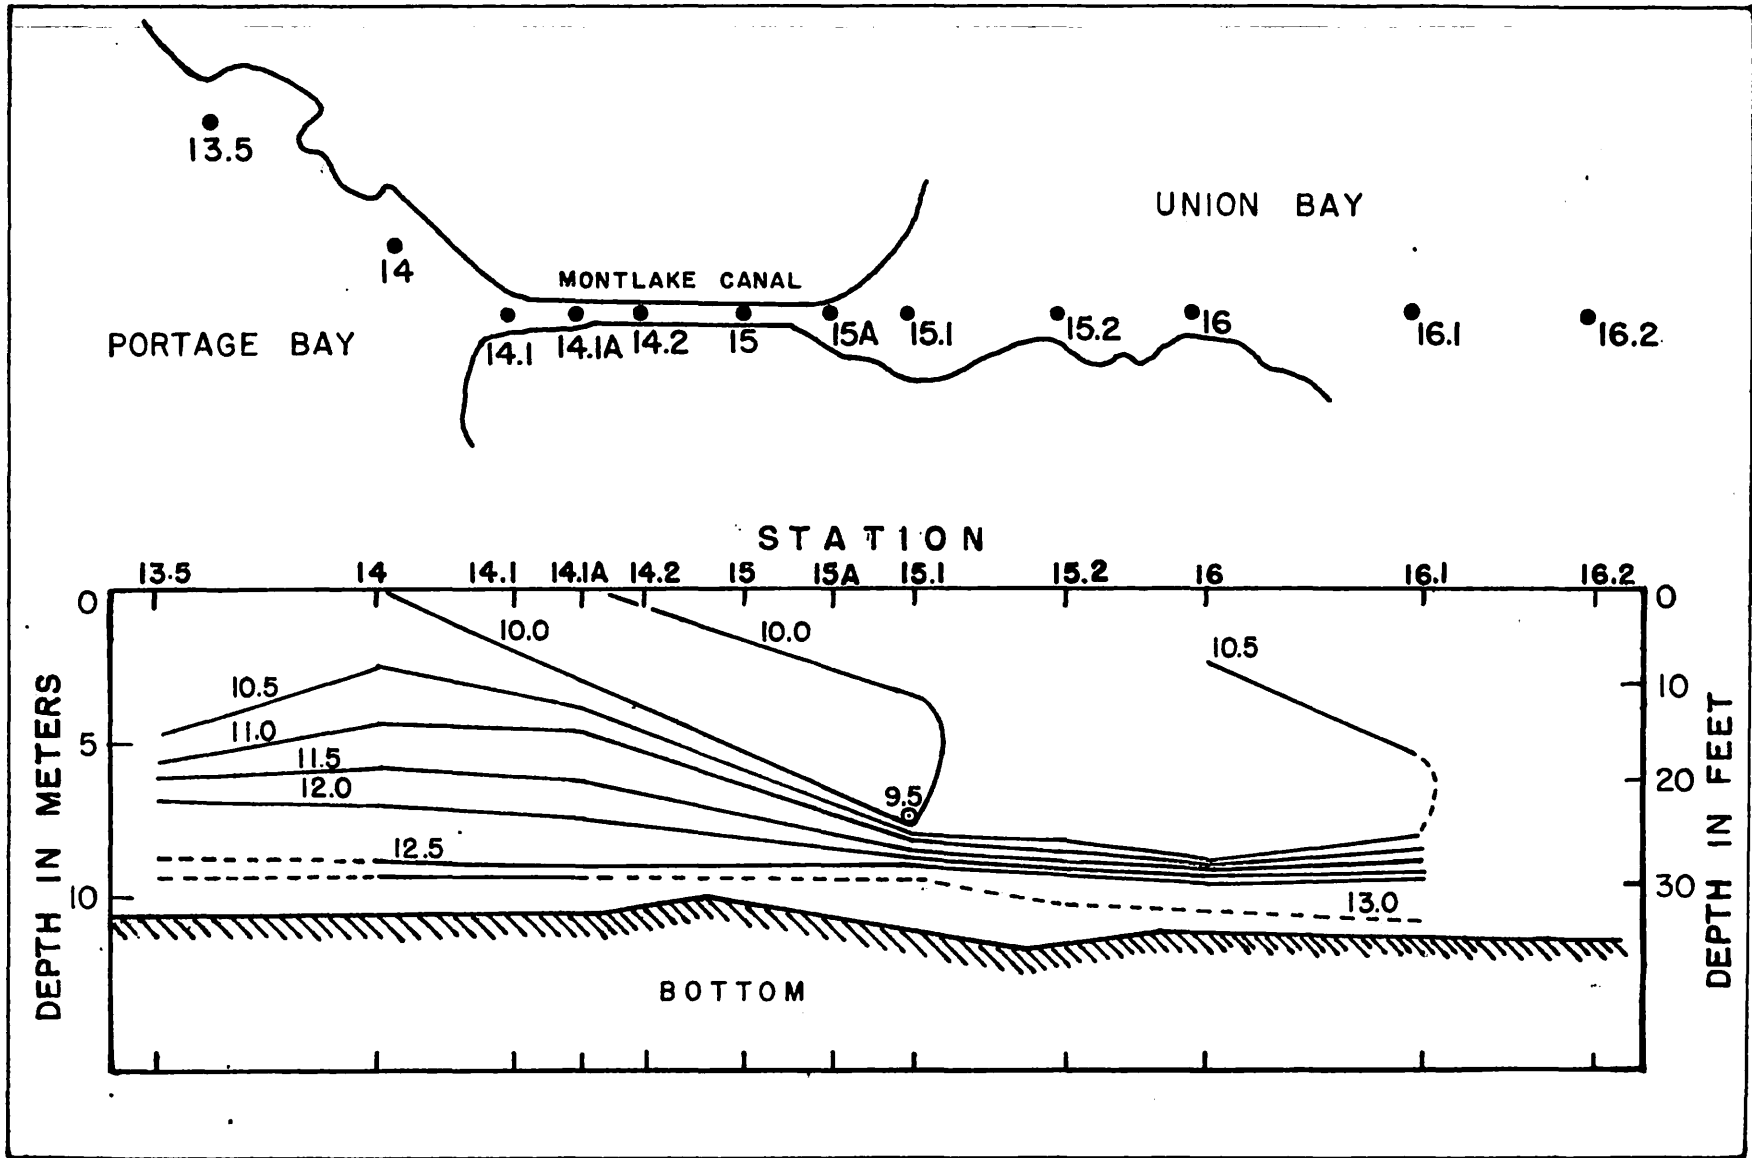 13.5
14
UNION BAY
MONTLAKE CANAL
PORTAGE BAY
14.1 14.1A 14.2 15 15A 15.1 15.2 16 16.1 16.2
STATION
13.5 14 14.1 14.1A 14.2 15 15A 15.1 15.2 16 16.1 16.2
0 0
10.0 10.0 10.5
10.5 10
11.0
5
11.5
12.0 20
9.5
12.5
10 30
13.0
DEPTH IN METERS
DEPTH IN FEET
BOTTOM